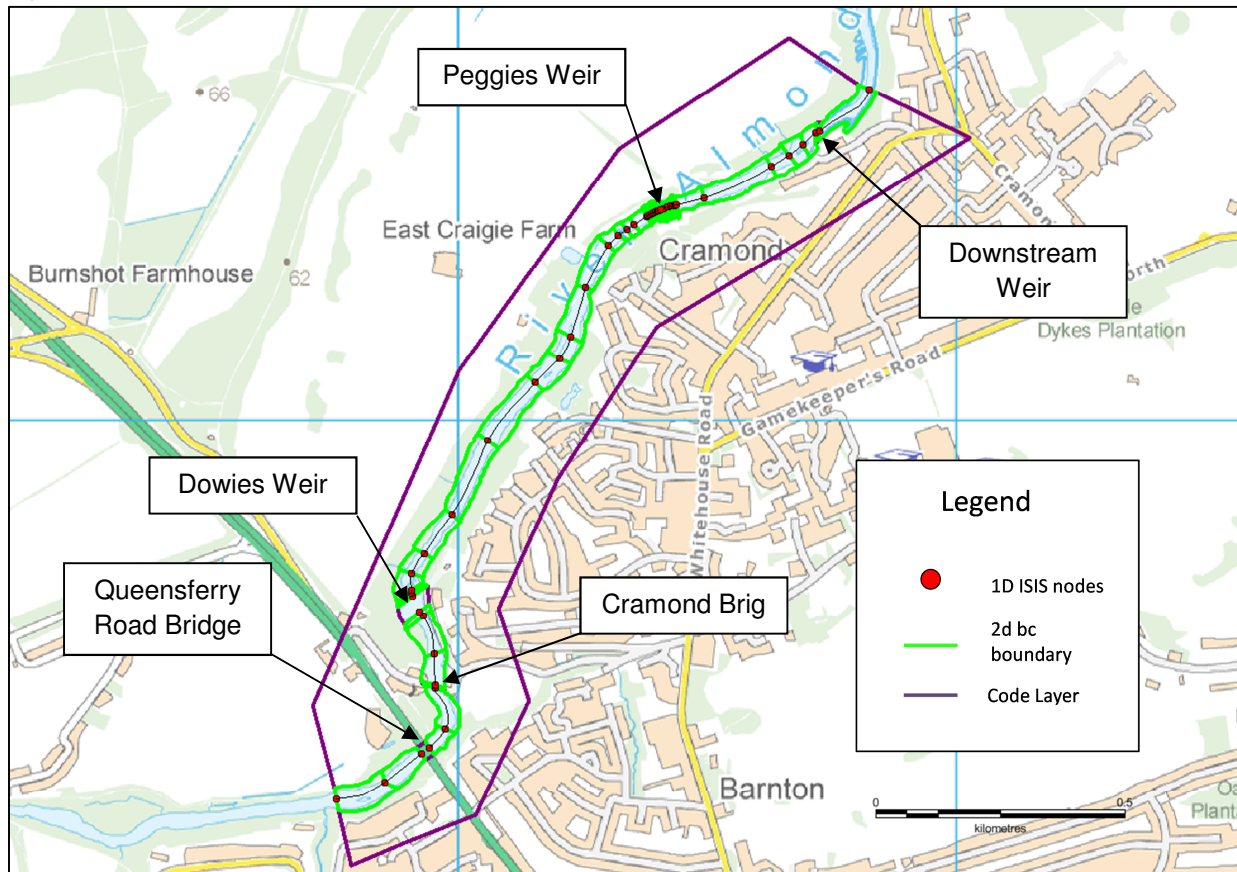 Peggies Weir
River Almond
66
East Craigie Farm
Cramond
Downstream
Weir
Burnshot Farmhouse
62
Dykes Plantation
Gamekeeper's Road
Whitehouse Road
Dowies Weir
Queensferry
Road Bridge
Cramond Brig
Barnton
Legend
1D ISIS nodes
2d bc
boundary
Code Layer
0
0.5
kilometres